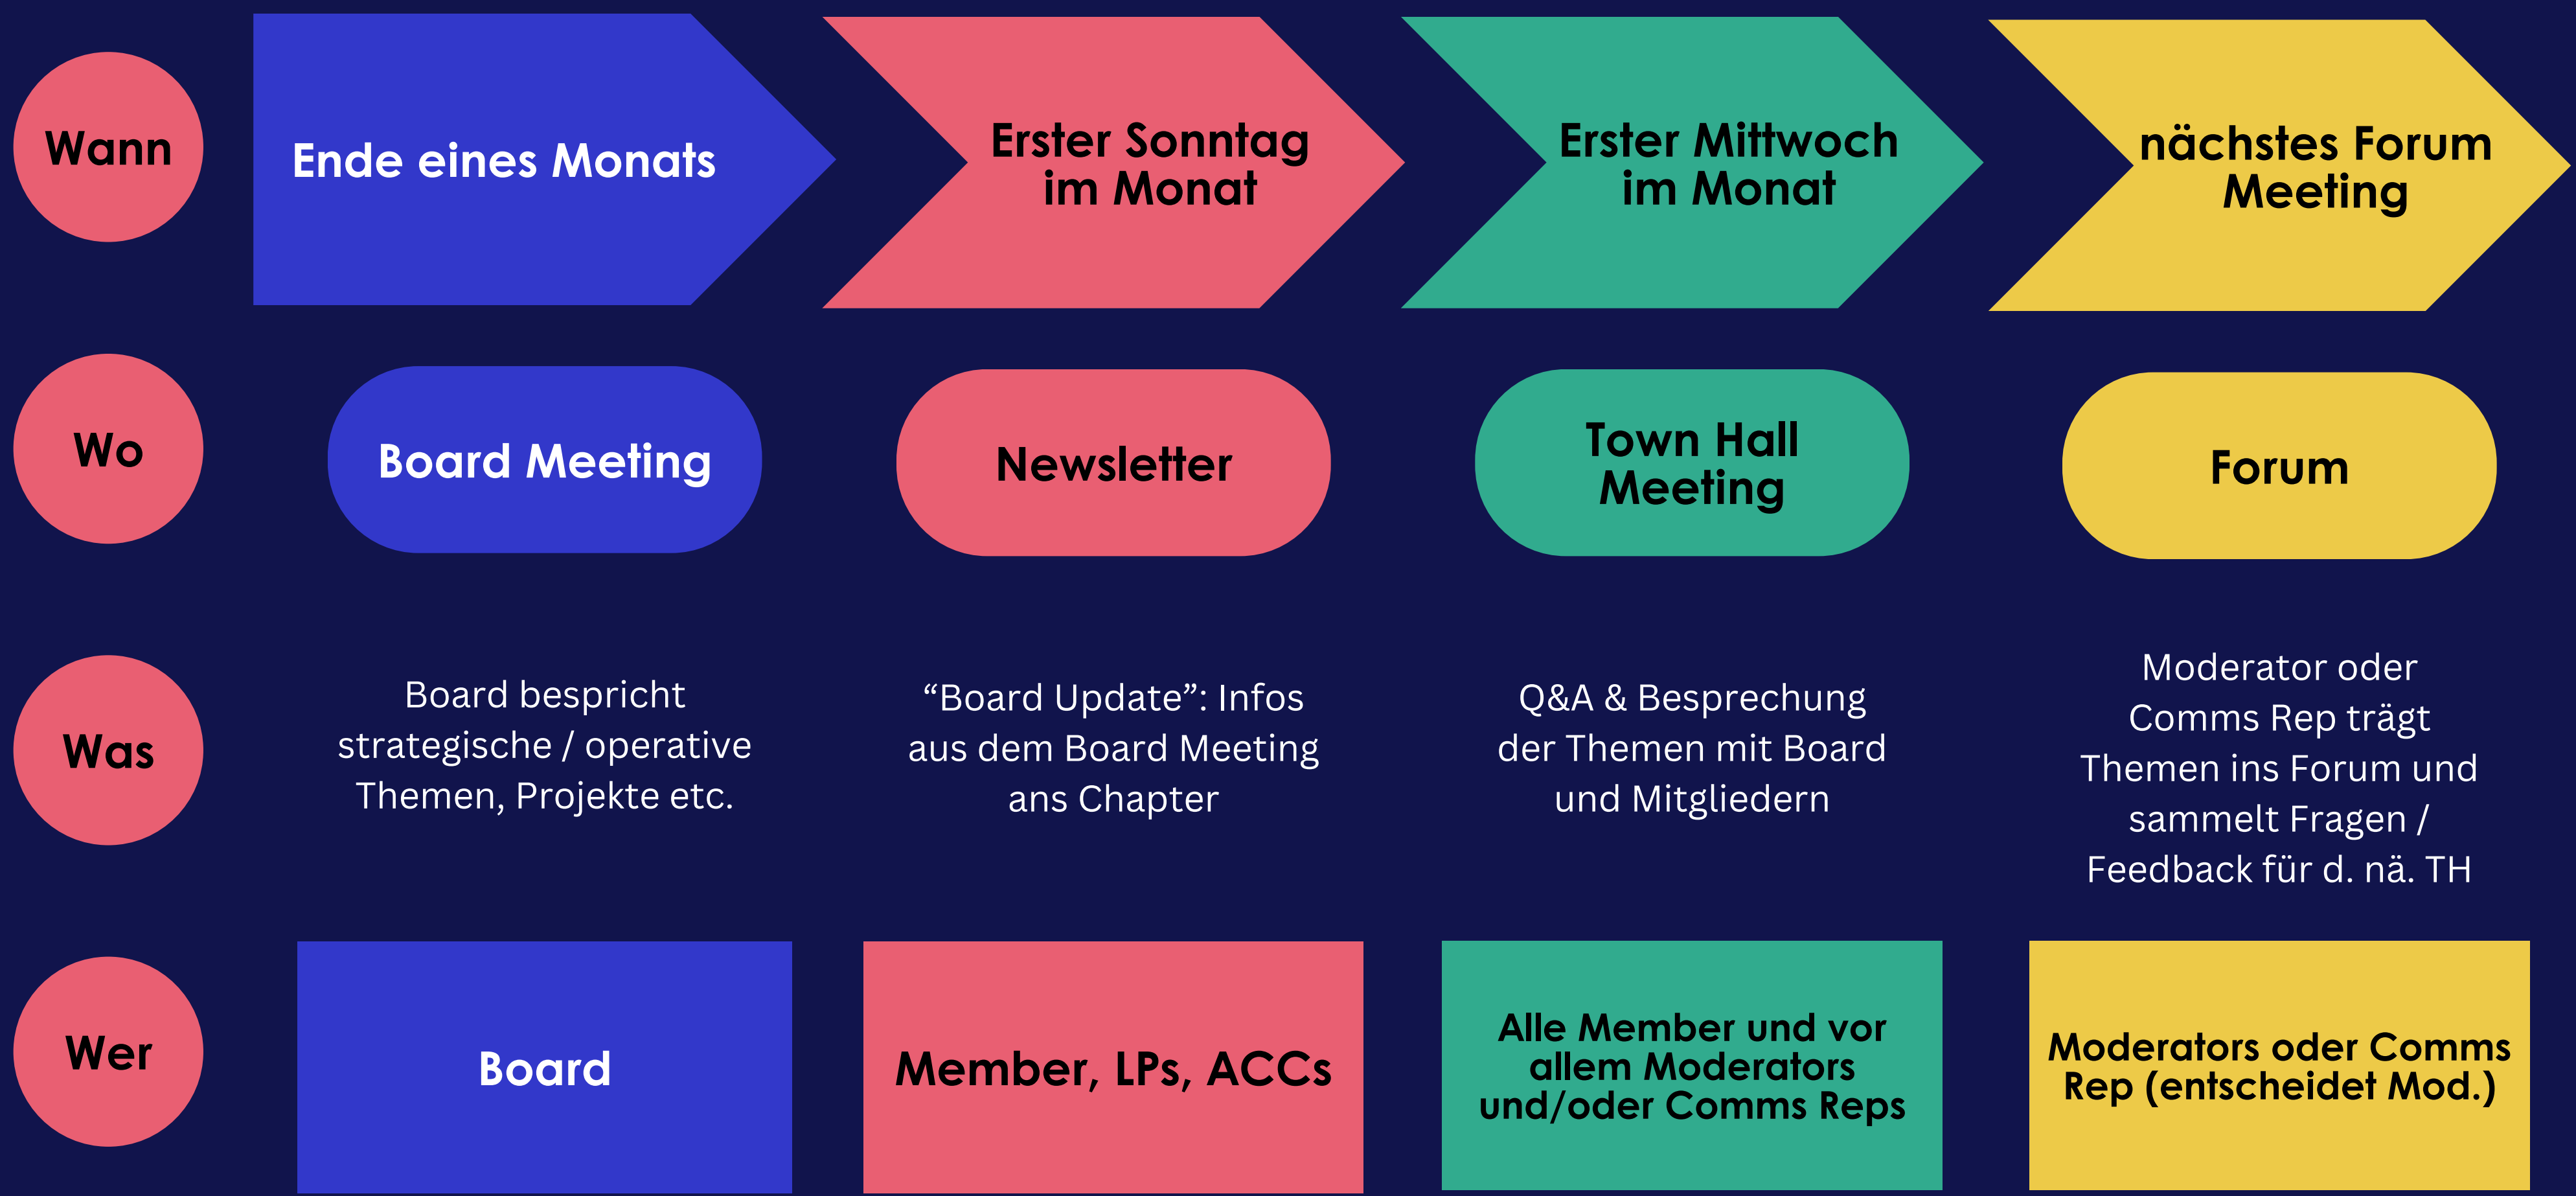 Wann
Ende eines Monats
Erster Sonntag
im Monat
Erster Mittwoch
im Monat
nächstes Forum
Meeting
Wo
Board Meeting
Newsletter
Town Hall
Meeting
Forum
Was
Board bespricht
strategische / operative
Themen, Projekte etc.
“Board Update”: Infos
aus dem Board Meeting
ans Chapter
Q&A & Besprechung
der Themen mit Board
und Mitgliedern
Moderator oder
Comms Rep trägt
Themen ins Forum und
sammelt Fragen /
Feedback für d. nä. TH
Wer
Board
Member, LPs, ACCs
Alle Member und vor
allem Moderators
und/oder Comms Reps
Moderators oder Comms
Rep (entscheidet Mod.)